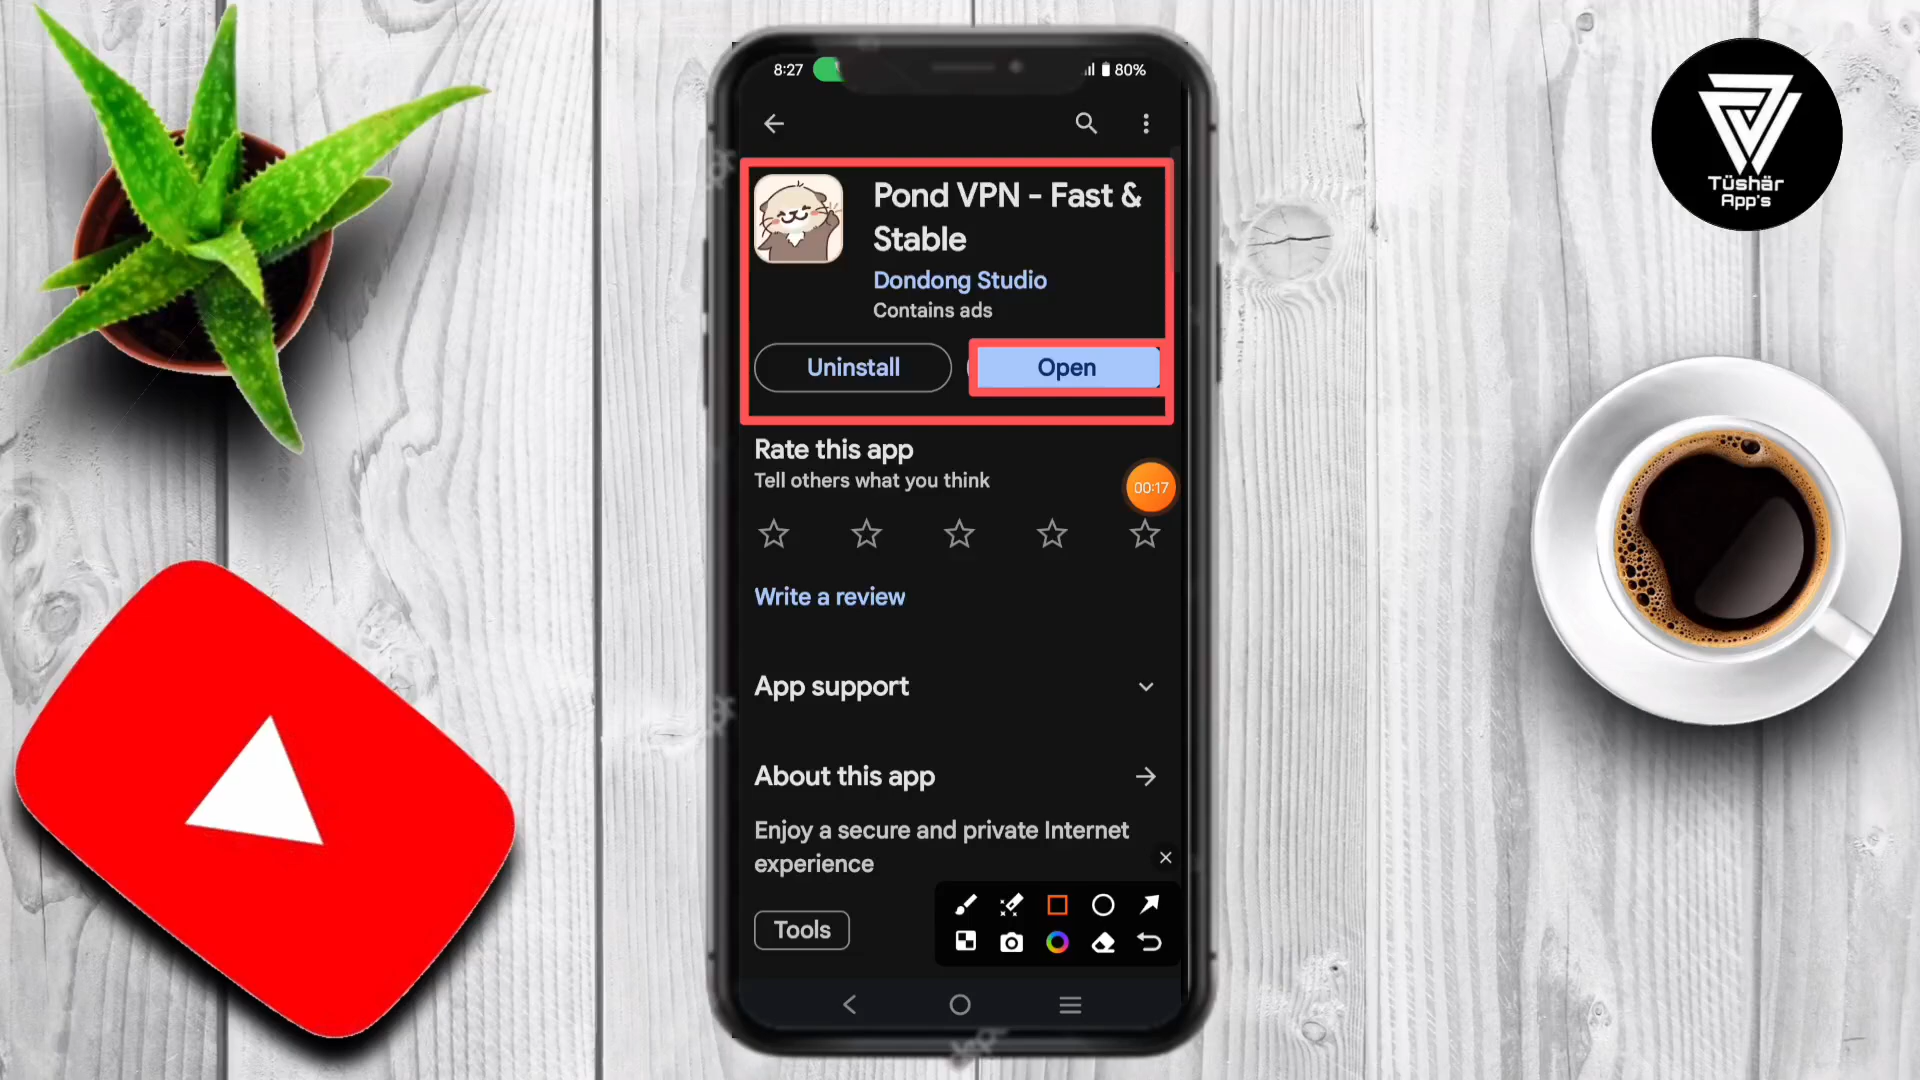 8:27
80%
Pond VPN - Fast &
Stable
Dondong Studio
Contains ads
Uninstall
Open
Rate this app
Tell others what you think
00:17
Write a review
App support
About this app
Enjoy a secure and private Internet
experience
Tools
Tüshär
App's